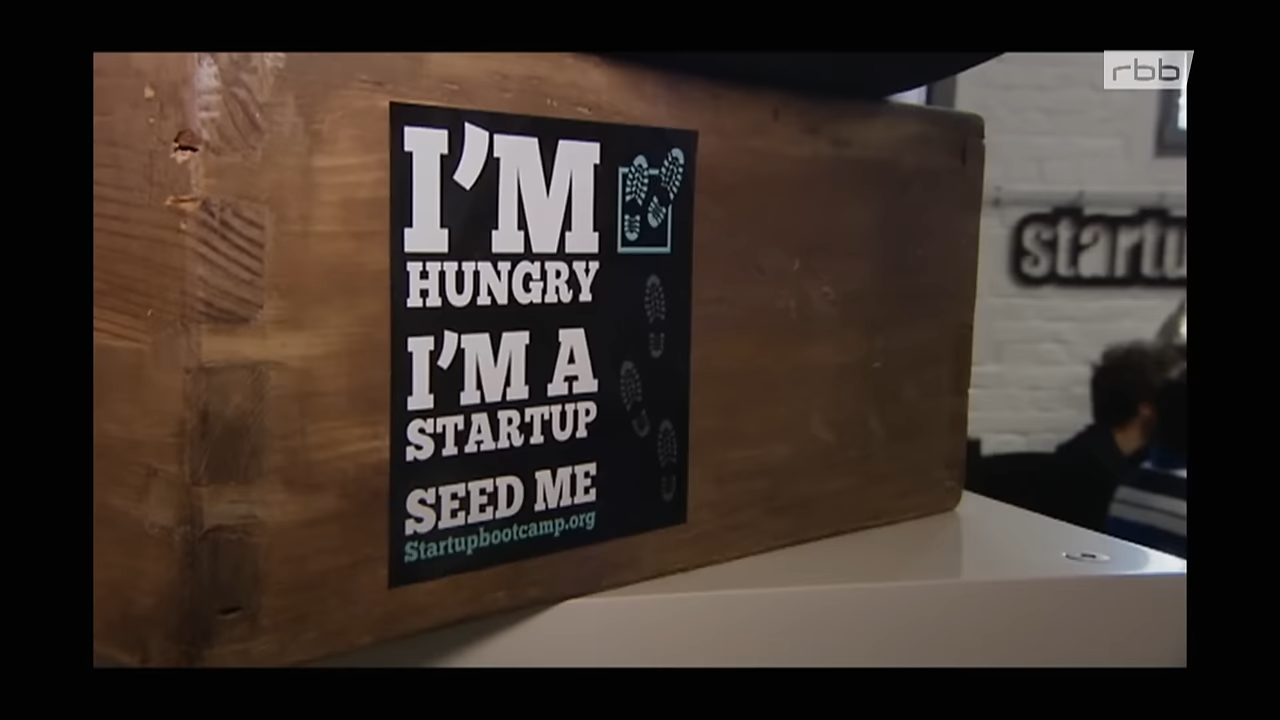 rbb
I'M
HUNGRY
I'M A
STARTUP
SEED ME
Startupbootcamp.org
startu